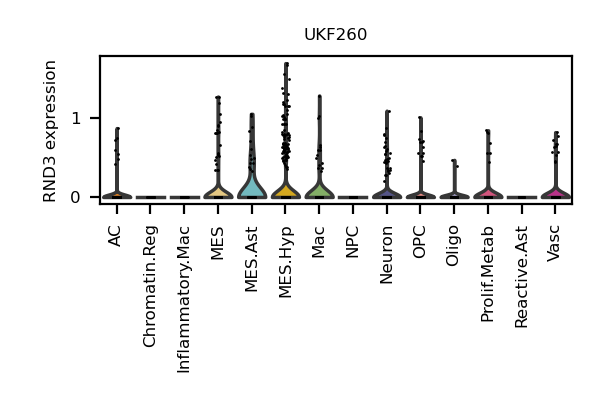 UKF260
RND3 expression
1
0
AC
Chromatin.Reg
Inflammatory.Mac
MES
MES.Ast
MES.Hyp
Mac
NPC
Neuron
OPC
Oligo
Prolif.Metab
Reactive.Ast
Vasc